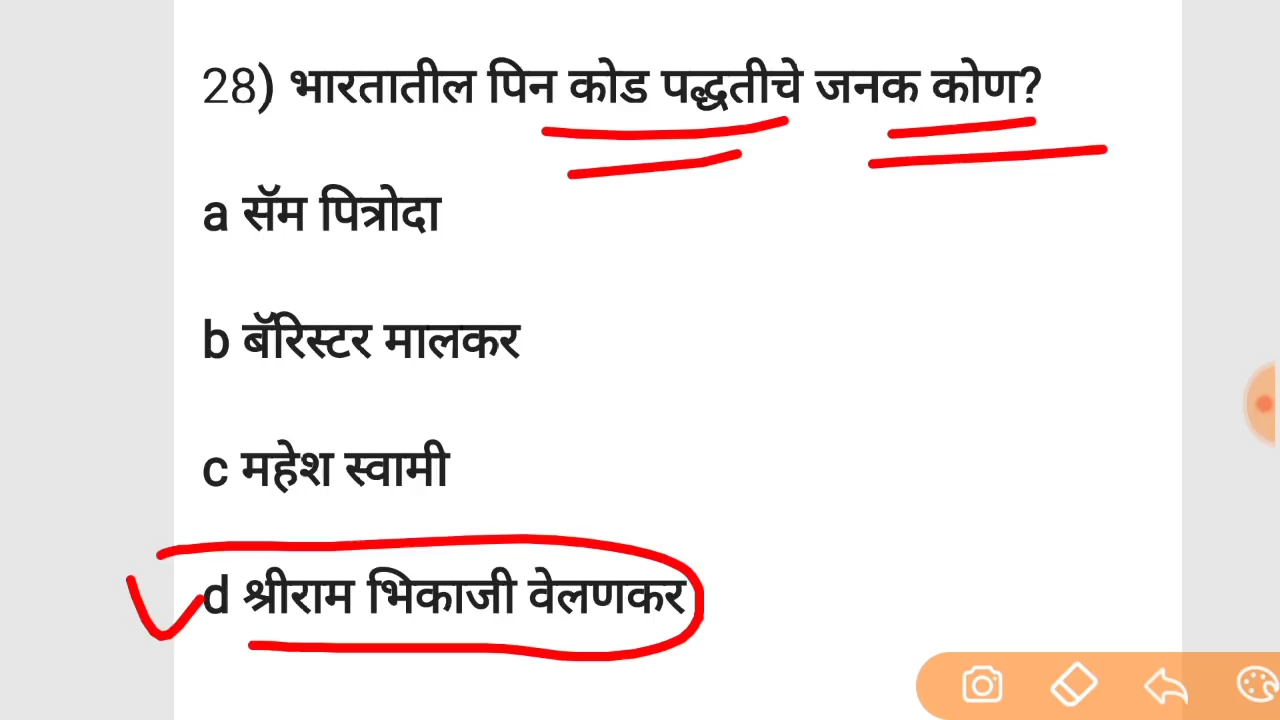 28) भारतातील पिन कोड पद्धतीचे जनक कोण?
a सॅम पित्रोदा
b बॅरिस्टर मालकर
c महेश स्वामी
d श्रीराम भिकाजी वेलणकर